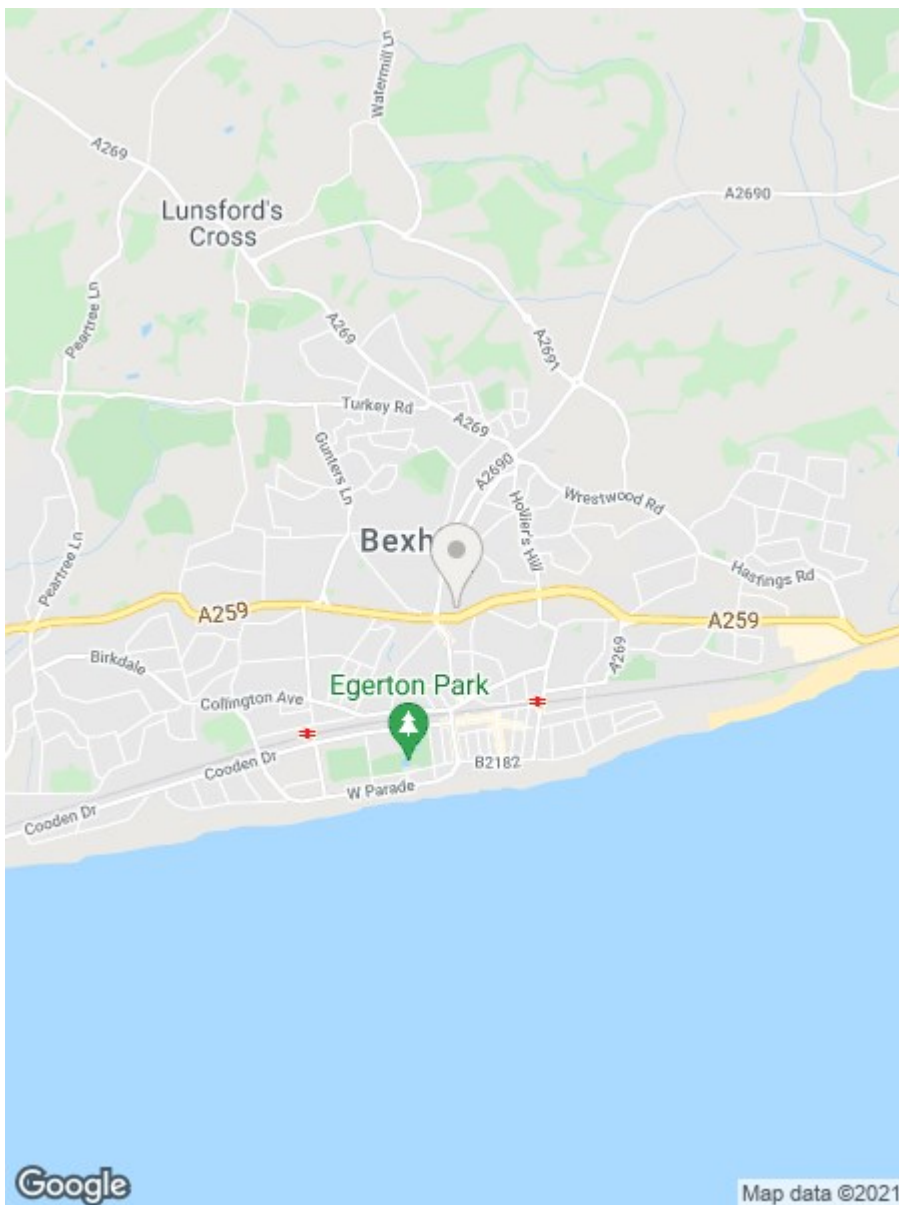 Watermill Ln
A269
A2690
Lunsford's
Cross
Peartree Ln
A269
A2691
Turkey Rd
A269
Gunters Ln
A2690
Wrestwood Rd
Hollier's Hill
Bexh
Hastings Rd
Peartree Ln
A259
A259
Birkdale
A269
Egerton Park
Collington Ave
Cooden Dr
B2182
W Parade
Cooden Dr
Google
Map data ©2021